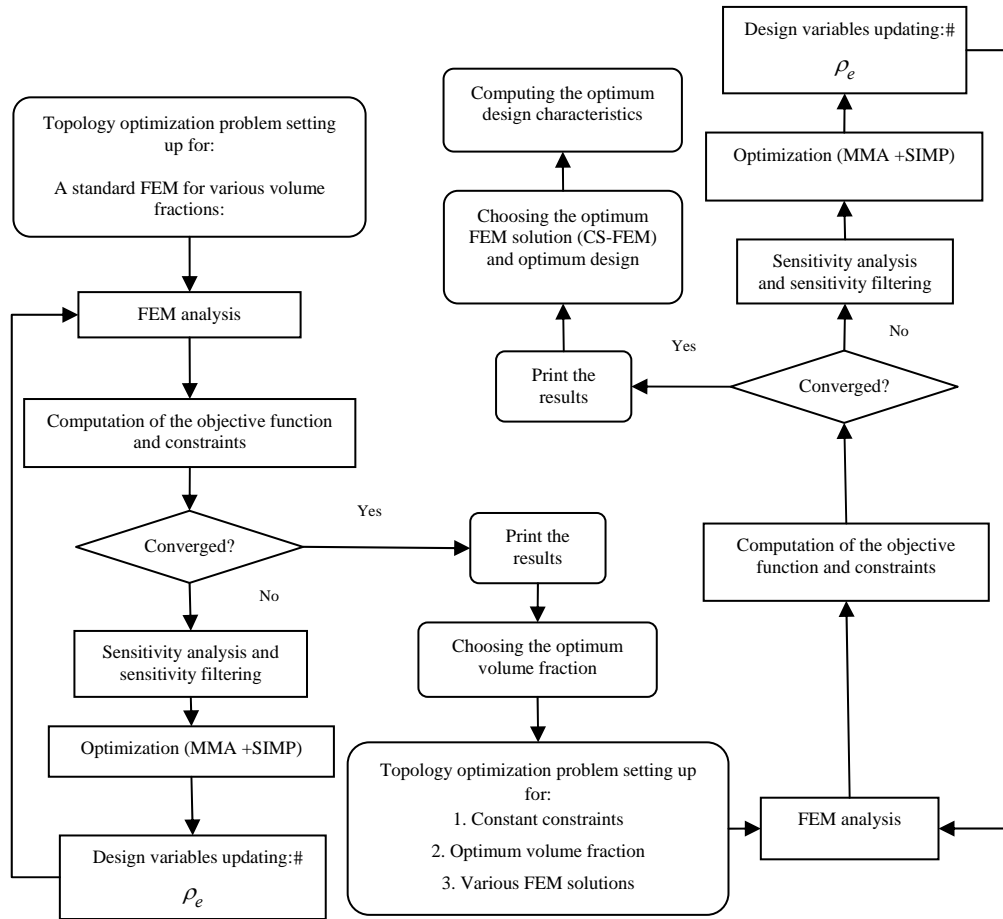 Topology optimization problem setting
up for:
A standard FEM for various volume
fractions:
FEM analysis
Computation of the objective function
and constraints
Converged?
Yes
No
Sensitivity analysis and
sensitivity filtering
Optimization (MMA +SIMP)
Design variables updating:#
ρe
Print the
results
Choosing the optimum
volume fraction
Topology optimization problem setting up
for:
1. Constant constraints
2. Optimum volume fraction
3. Various FEM solutions
FEM analysis
Computation of the objective
function and constraints
Converged?
Yes
No
Sensitivity analysis
and sensitivity filtering
Optimization (MMA +SIMP)
Design variables updating:#
ρe
Print the
results
Choosing the optimum
FEM solution (CS-FEM)
and optimum design
Computing the optimum
design characteristics